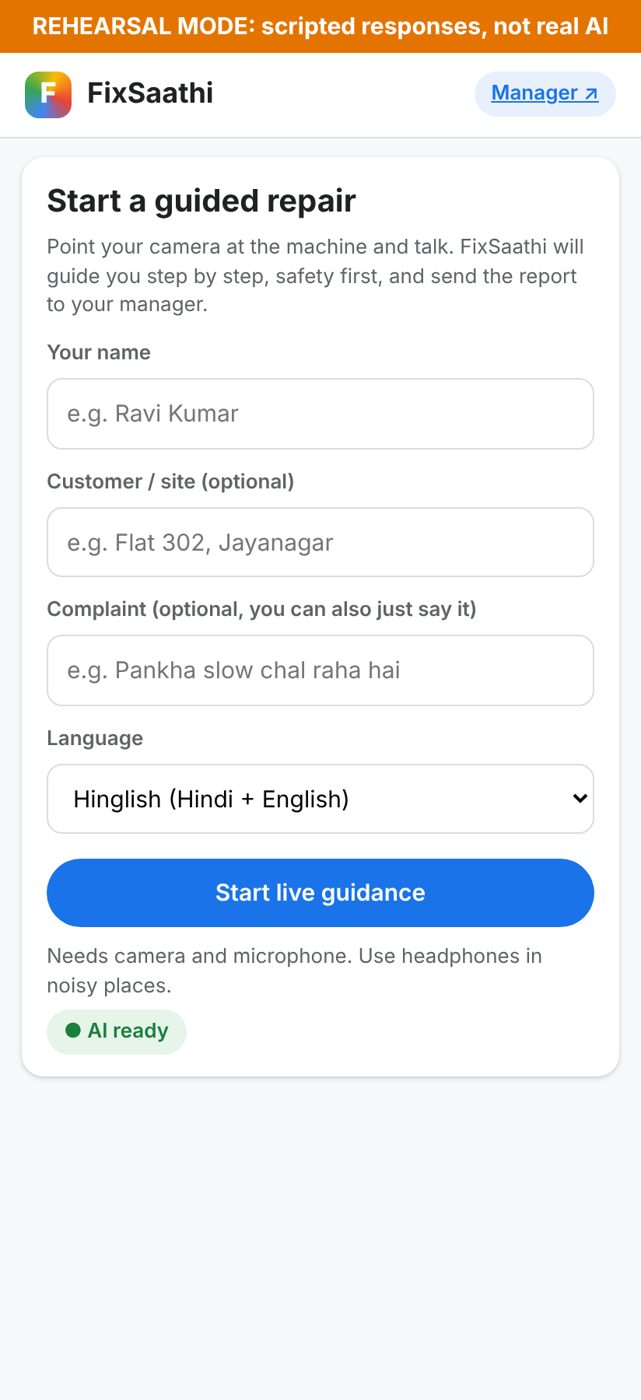 REHEARSAL MODE: scripted responses, not real AI
F FixSaathi
Manager ↗
Start a guided repair
Point your camera at the machine and talk. FixSaathi will
guide you step by step, safety first, and send the report
to your manager.
Your name
e.g. Ravi Kumar
Customer / site (optional)
e.g. Flat 302, Jayanagar
Complaint (optional, you can also just say it)
e.g. Pankha slow chal raha hai
Language
Hinglish (Hindi + English)
Start live guidance
Needs camera and microphone. Use headphones in
noisy places.
AI ready